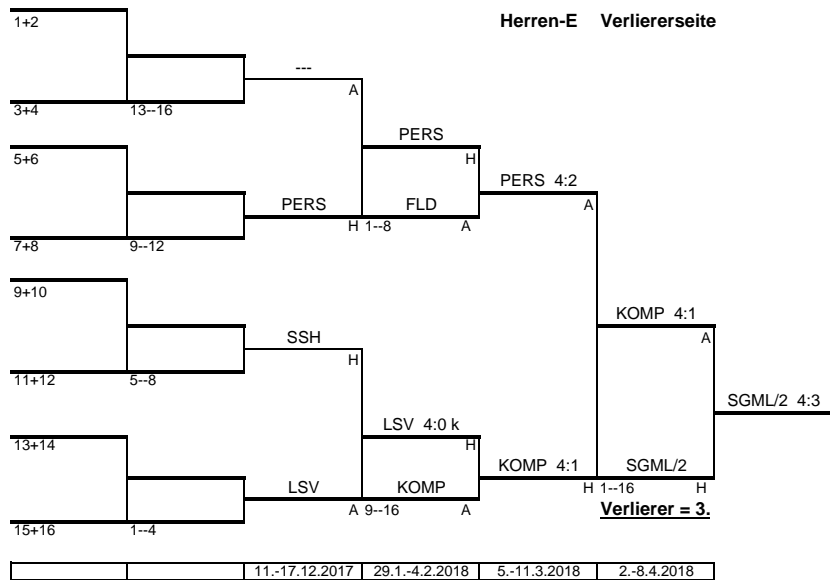 Herren-E Verliererseite
1+2
---
A
3+4 13--16
PERS
5+6
H
PERS 4:2
PERS FLD
A
H 1--8 A
7+8 9--12
9+10
KOMP 4:1
SSH
A
H
11+12 5--8
SGML/2 4:3
LSV 4:0 k
13+14
H
KOMP 4:1 SGML/2
LSV KOMP
H 1--16 H
A 9--16 A
Verlierer = 3.
15+16 1--4
11.-17.12.2017 29.1.-4.2.2018 5.-11.3.2018 2.-8.4.2018